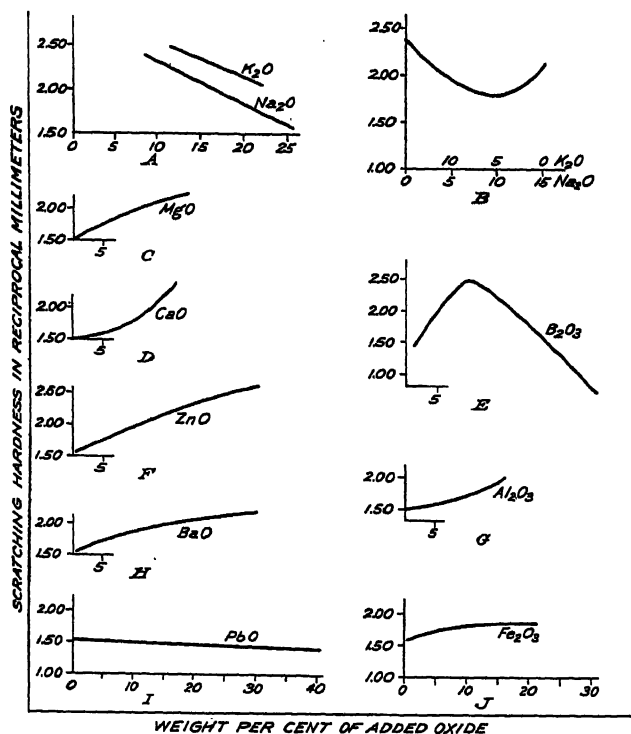 SCRATCHING HARDNESS IN RECIPROCAL MILLIMETERS
2.50
2.00
1.50
K₂O
Na₂O
0 5 10 15 20 25
A
2.50
2.00
1.50
1.00
10 5 0 K₂O
0 5 10 15 Na₂O
B
2.00
1.50
MgO
5
C
2.00
1.50
CaO
5
D
2.50
2.00
1.50
1.00
B₂O₃
5
E
2.50
2.00
1.50
ZnO
5
F
2.00
1.50
Al₂O₃
5
G
2.00
1.50
BaO
5
H
2.00
1.50
1.00
PbO
0 10 20 30 40
I
2.00
1.50
1.00
Fe₂O₃
0 10 20 30
J
WEIGHT PER CENT OF ADDED OXIDE